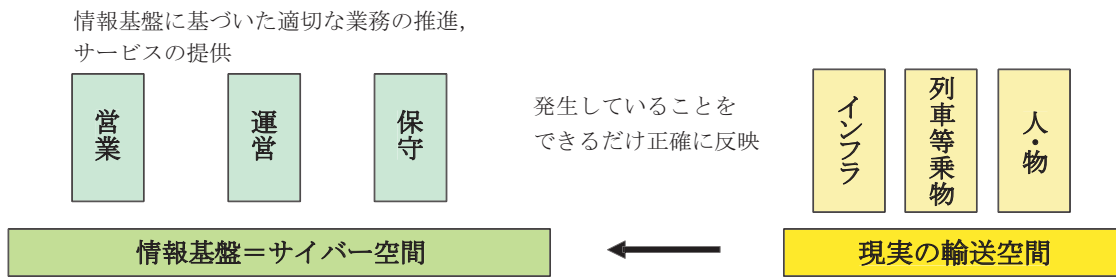 情報基盤に基づいた適切な業務の推進，
サービスの提供
営業
運営
保守
発生していることを
できるだけ正確に反映
インフラ
列車等乗物
人・物
情報基盤＝サイバー空間
現実の輸送空間